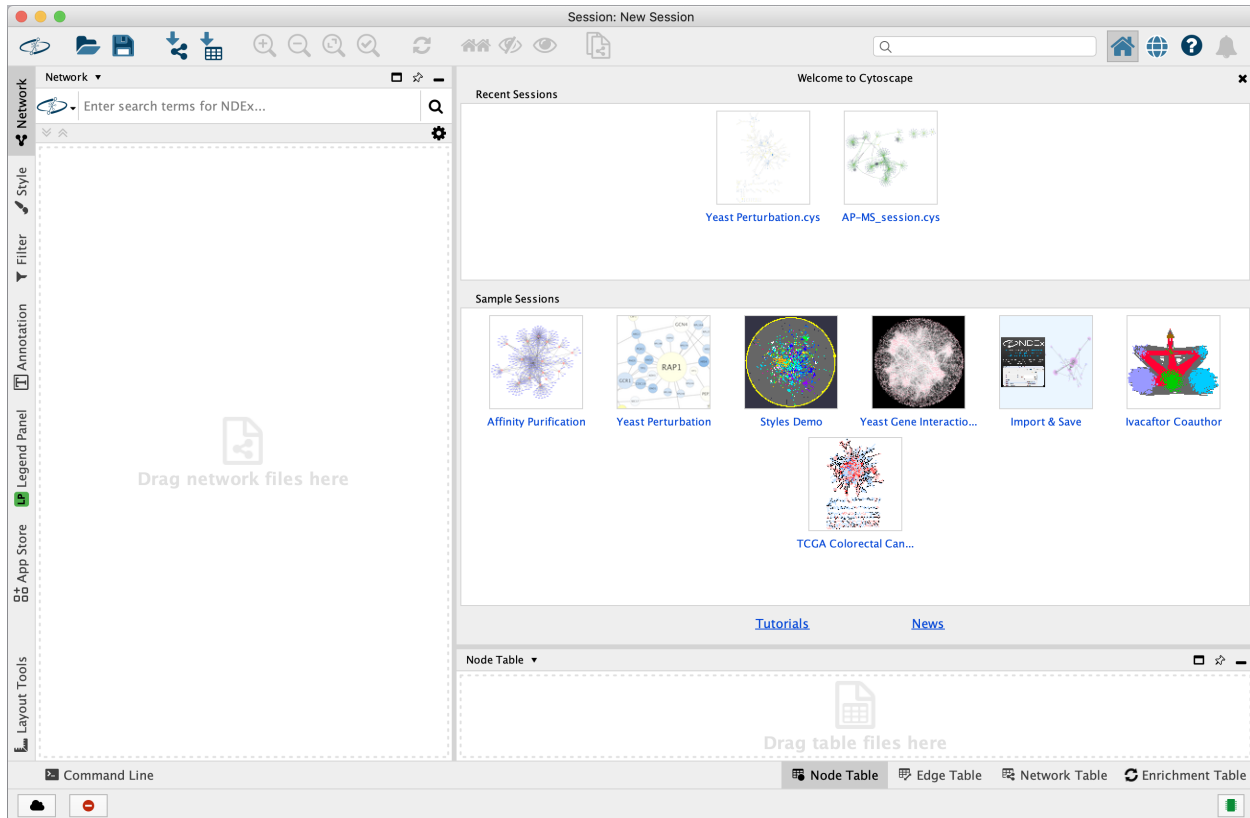 Session: New Session
Network
Enter search terms for NDEx...
Drag network files here
Network
Style
Filter
Annotation
LP Legend Panel
App Store
Layout Tools
Welcome to Cytoscape
Recent Sessions
Yeast Perturbation.cys
AP-MS_session.cys
Sample Sessions
RAP1
NDEx
Affinity Purification
Yeast Perturbation
Styles Demo
Yeast Gene Interactio...
Import & Save
Ivacaftor Coauthor
TCGA Colorectal Can...
Tutorials
News
Node Table
Drag table files here
Command Line
Node Table
Edge Table
Network Table
Enrichment Table